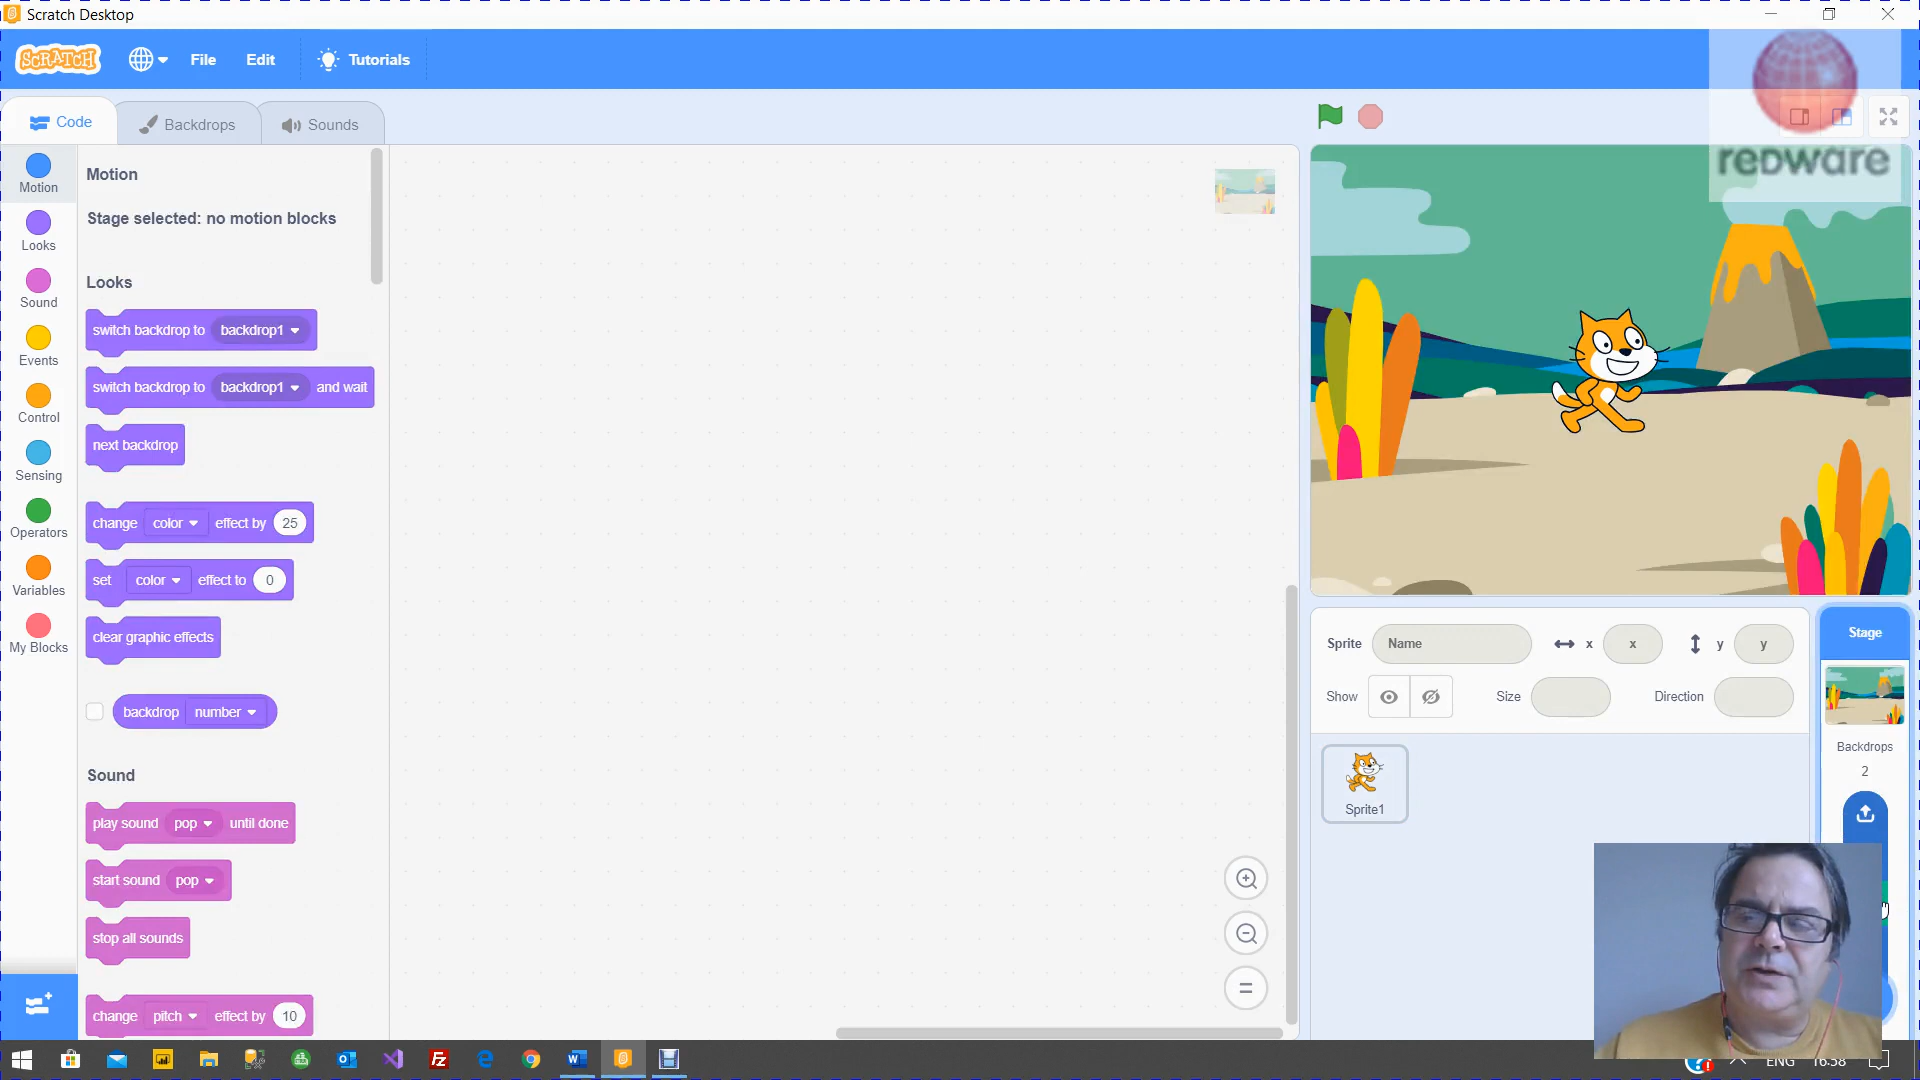 Scratch Desktop
SCRATCH
File
Edit
Tutorials
redware
Code
Backdrops
Sounds
Motion
Looks
Sound
Events
Control
Sensing
Operators
Variables
My Blocks
Motion
Stage selected: no motion blocks
Looks
switch backdrop to backdrop1
switch backdrop to backdrop1 and wait
next backdrop
change color effect by 25
set color effect to 0
clear graphic effects
backdrop number
Sound
play sound pop until done
start sound pop
stop all sounds
change pitch effect by 10
Sprite Name x x y y
Show Size Direction
Sprite1
Stage
Backdrops
2
ENG 16:58